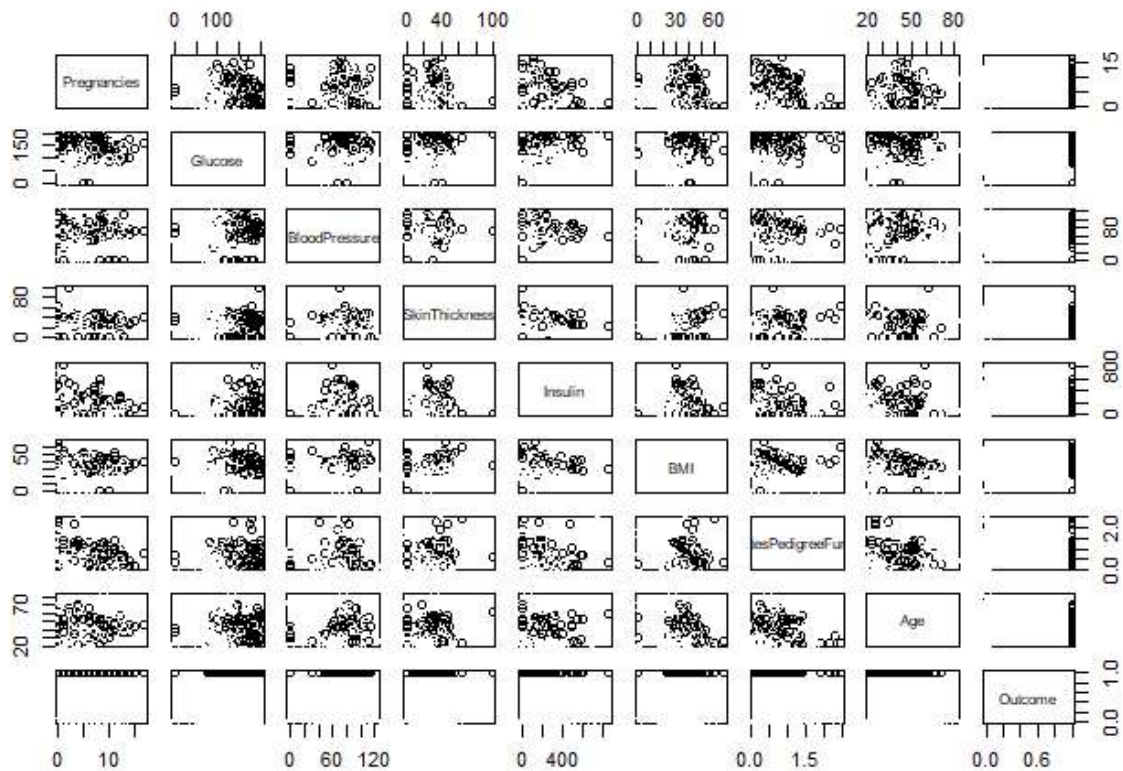 0 100 0 40 100 0 30 60 20 50 80
Pregnancies 0 15
0 150 Glucose
BloodPressure 0 80
0 80 SkinThickness
Insulin 0 800
0 50 BMI
tesPedigreeFur 0.0 2.0
20 70 Age
Outcome 0.0 1.0
0 10 0 60 120 0 400 0.0 1.5 0.0 0.6